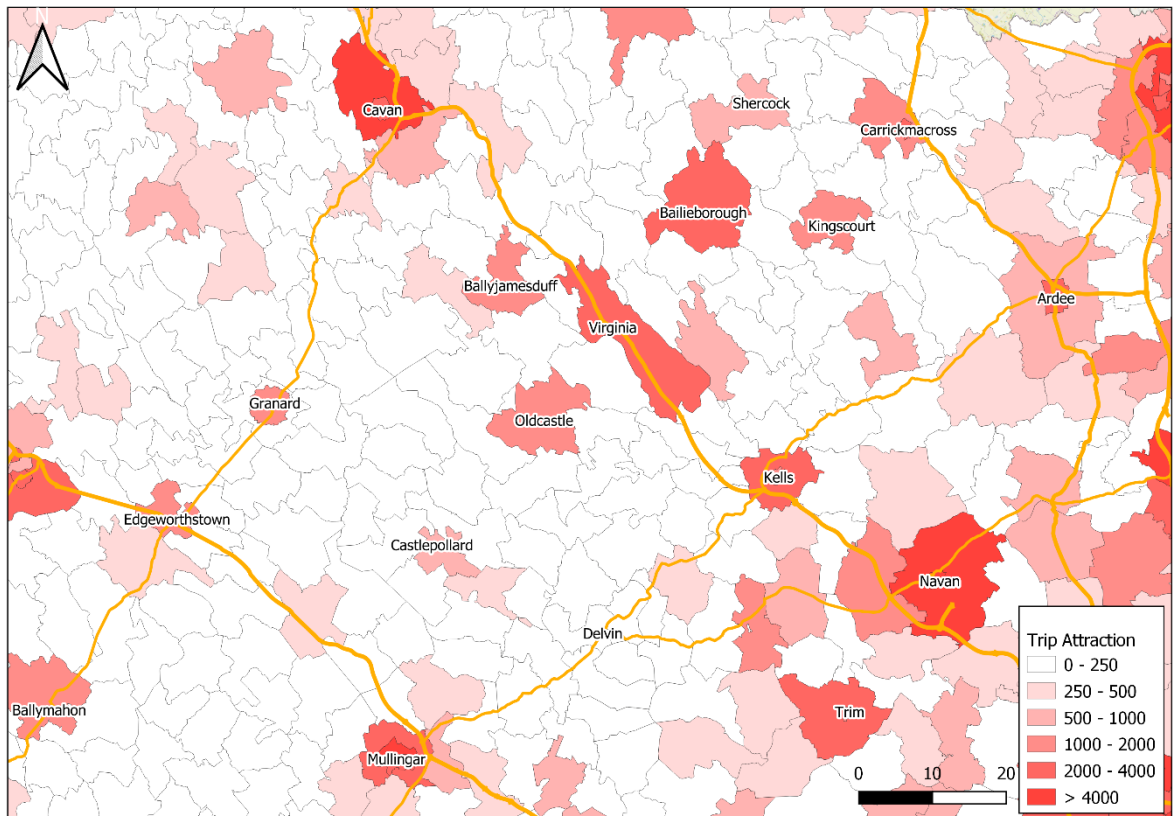 N
Cavan
Shercock
Carrickmacross
Bailieborough
Kingscourt
Ballyjamesduff
Ardee
Virginia
Granard
Oldcastle
Kells
Edgeworthstown
Castlepollard
Navan
Delvin
Ballymahon
Trim
Mullingar
Trip Attraction
0 - 250
250 - 500
500 - 1000
1000 - 2000
2000 - 4000
> 4000
0 10 20